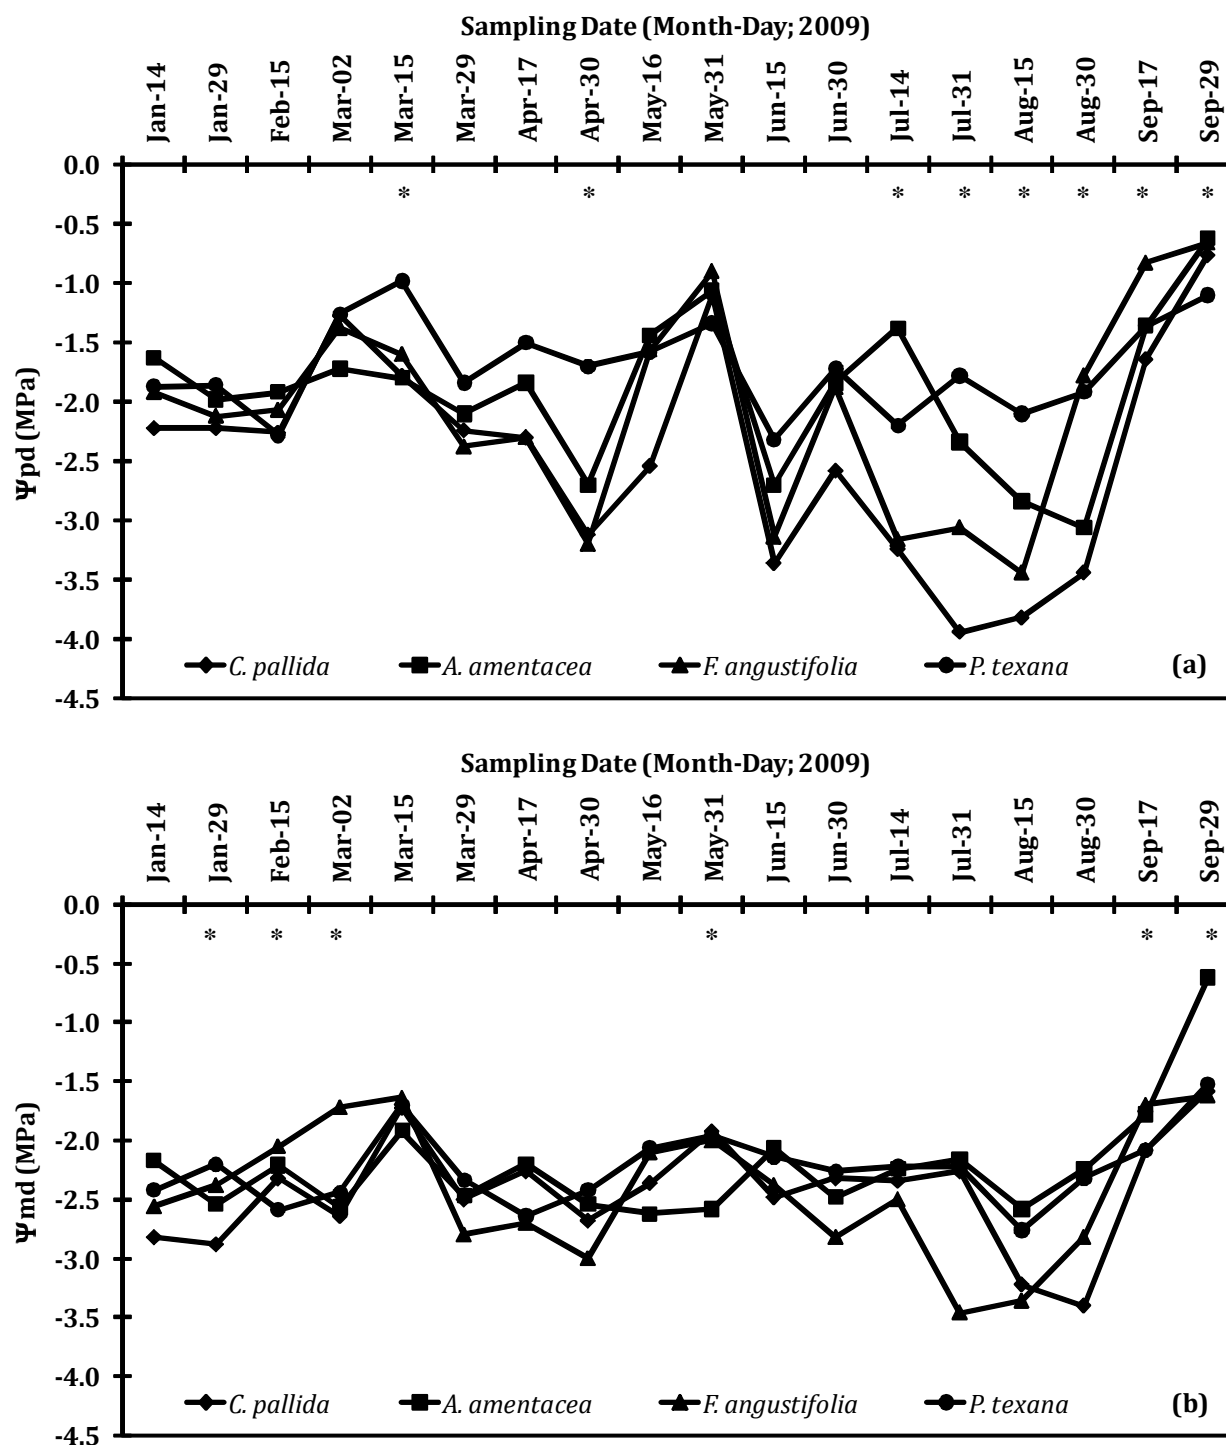 Sampling Date (Month-Day; 2009)
Jan-14 Jan-29 Feb-15 Mar-02 Mar-15 Mar-29 Apr-17 Apr-30 May-16 May-31 Jun-15 Jun-30 Jul-14 Jul-31 Aug-15 Aug-30 Sep-17 Sep-29
0.0
* * * * * * * *
-0.5
-1.0
-1.5
-2.0
-2.5
-3.0
-3.5
-4.0
-4.5
Ψpd (MPa)
C. pallida A. amentacea F. angustifolia P. texana (a)
Sampling Date (Month-Day; 2009)
Jan-14 Jan-29 Feb-15 Mar-02 Mar-15 Mar-29 Apr-17 Apr-30 May-16 May-31 Jun-15 Jun-30 Jul-14 Jul-31 Aug-15 Aug-30 Sep-17 Sep-29
0.0
* * * * * *
-0.5
-1.0
-1.5
-2.0
-2.5
-3.0
-3.5
-4.0
-4.5
Ψmd (MPa)
C. pallida A. amentacea F. angustifolia P. texana (b)